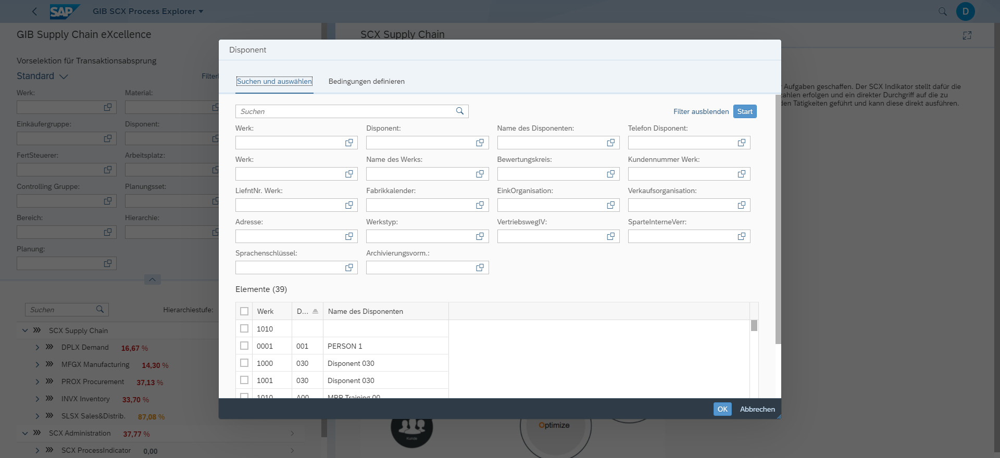 SAP
GIB SCX Process Explorer
D
GIB Supply Chain eXcellence
SCX Supply Chain
Vorselektion für Transaktionsabsprung
Standard
Werk:
Material:
Einkäufergruppe:
Disponent:
FertSteuerer:
Arbeitsplatz:
Controlling Gruppe:
Planungsset:
Bereich:
Hierarchie:
Planung:
Suchen
Hierarchiestufe:
SCX Supply Chain
DPLX Demand 16,67 %
MFGX Manufacturing 14,30 %
PROX Procurement 37,13 %
INVX Inventory 33,70 %
SLSX Sales&Distrib. 87,08 %
SCX Administration 37,77 %
SCX ProcessIndicator 0,00
Aufgaben geschaffen. Der SCX Indikator stellt dafür die
erfolgen und ein direkter Durchgriff auf die zu
Tätigkeiten geführt und kann diese direkt ausführen.
Disponent
Suchen und auswählen Bedingungen definieren
Suchen
Filter ausblenden Start
Werk: Disponent: Name des Disponenten: Telefon Disponent:
Werk: Name des Werks: Bewertungskreis: Kundennummer Werk:
LiefntNr. Werk: Fabrikkalender: EinkOrganisation: Verkaufsorganisation:
Adresse: Werkstyp: VertriebswegIV: SparteInterneVerr:
Sprachenschlüssel: Archivierungsvorm.:
Elemente (39)
Werk D... Name des Disponenten
1010
0001 001 PERSON 1
1000 030 Disponent 030
1001 030 Disponent 030
1010 A00 MRP Training 00
OK Abbrechen
Kunde
Optimize